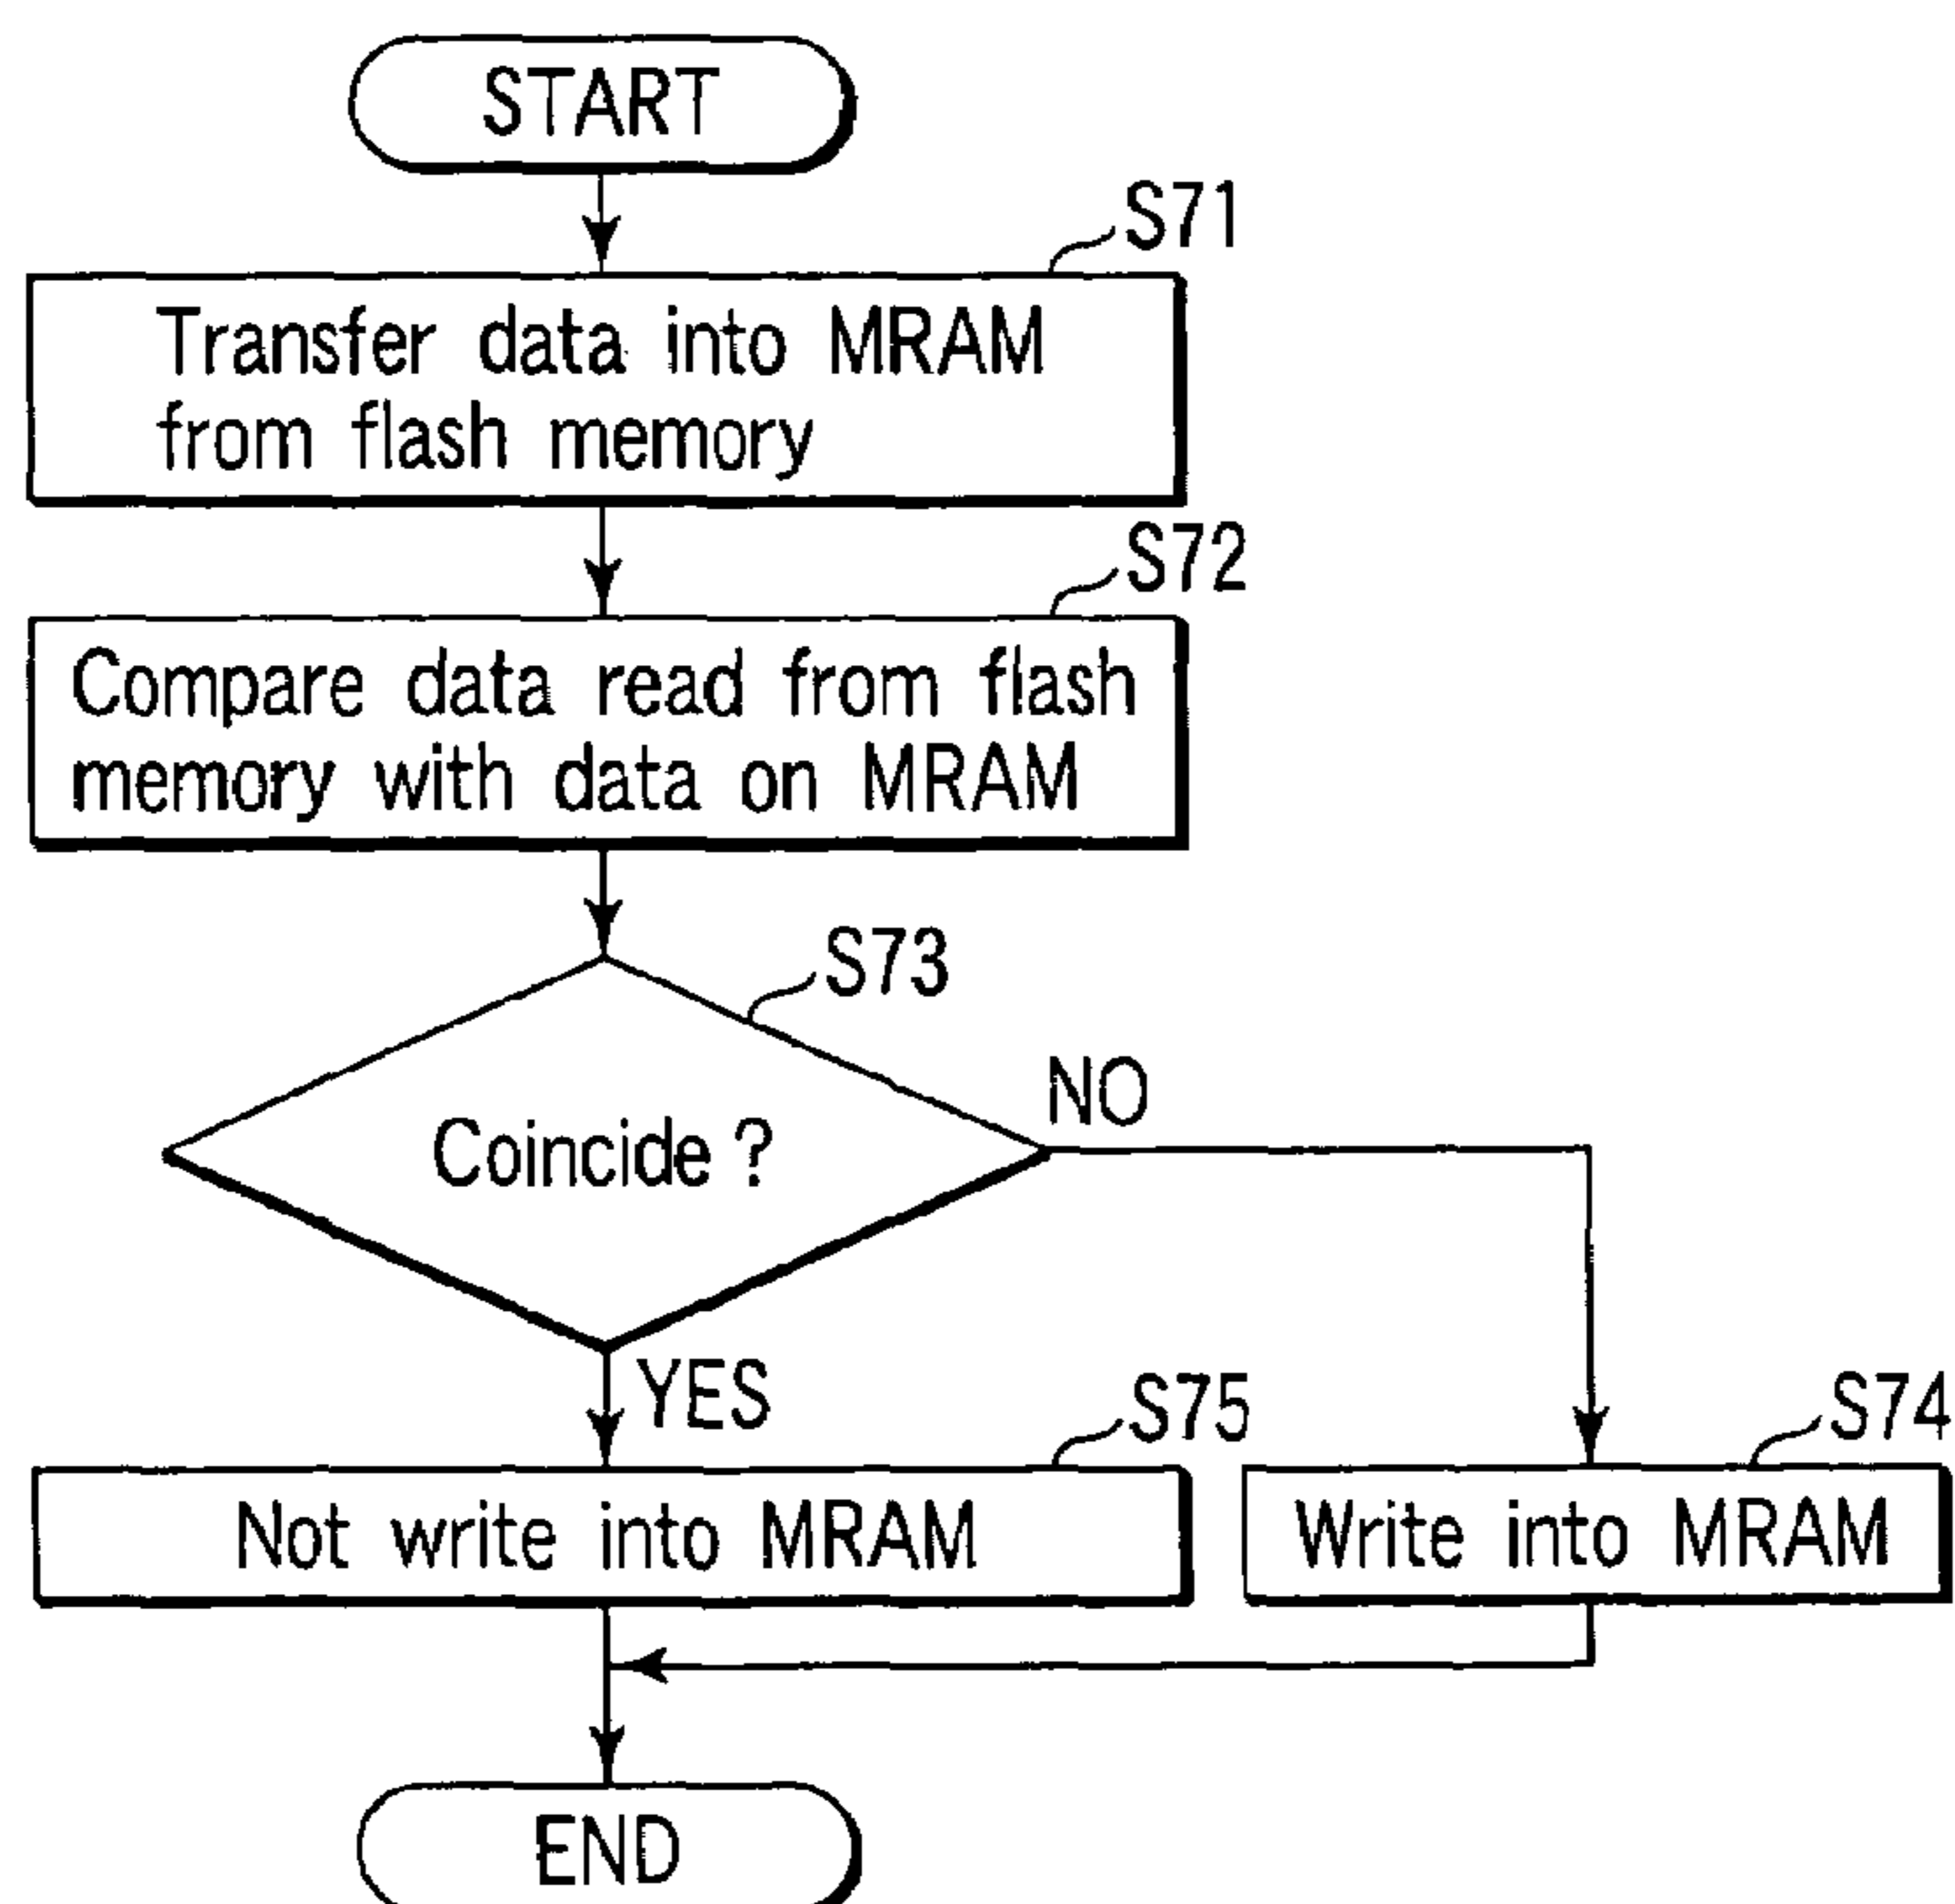 START
S71
Transfer data into MRAM
from flash memory
S72
Compare data read from flash
memory with data on MRAM
S73
Coincide ?
NO
YES
S75
S74
Not write into MRAM
Write into MRAM
END